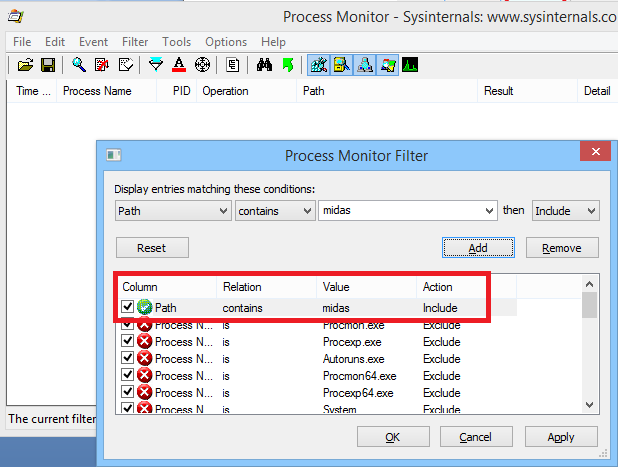 Process Monitor - Sysinternals: www.sysinternals.co
File Edit Event Filter Tools Options Help
Time ... Process Name PID Operation Path Result Detail
Process Monitor Filter
Display entries matching these conditions:
Path contains midas then Include
Reset Add Remove
Column Relation Value Action
Path contains midas Include
Process N... is Procmon.exe Exclude
Process N... is Procexp.exe Exclude
Process N... is Autoruns.exe Exclude
Process N... is Procmon64.exe Exclude
Process N... is Procexp64.exe Exclude
Process N... is System Exclude
The current filter
OK Cancel Apply